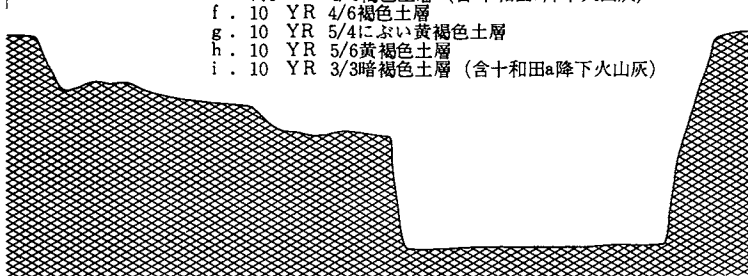 f . 10 YR 4/6褐色土層
g . 10 YR 5/4にぶい黄褐色土層
h . 10 YR 5/6黄褐色土層
i . 10 YR 3/3暗褐色土層 (含十和田a降下火山灰)